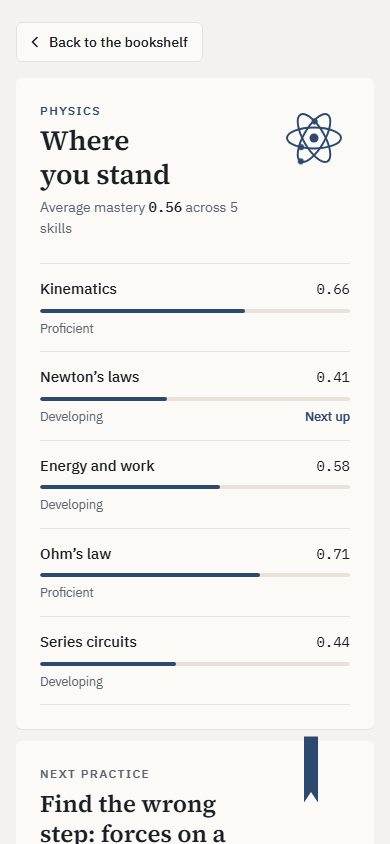 Back to the bookshelf
PHYSICS
Where
you stand
Average mastery 0.56 across 5
skills
Kinematics 0.66
Proficient
Newton’s laws 0.41
Developing Next up
Energy and work 0.58
Developing
Ohm’s law 0.71
Proficient
Series circuits 0.44
Developing
NEXT PRACTICE
Find the wrong
step: forces on a